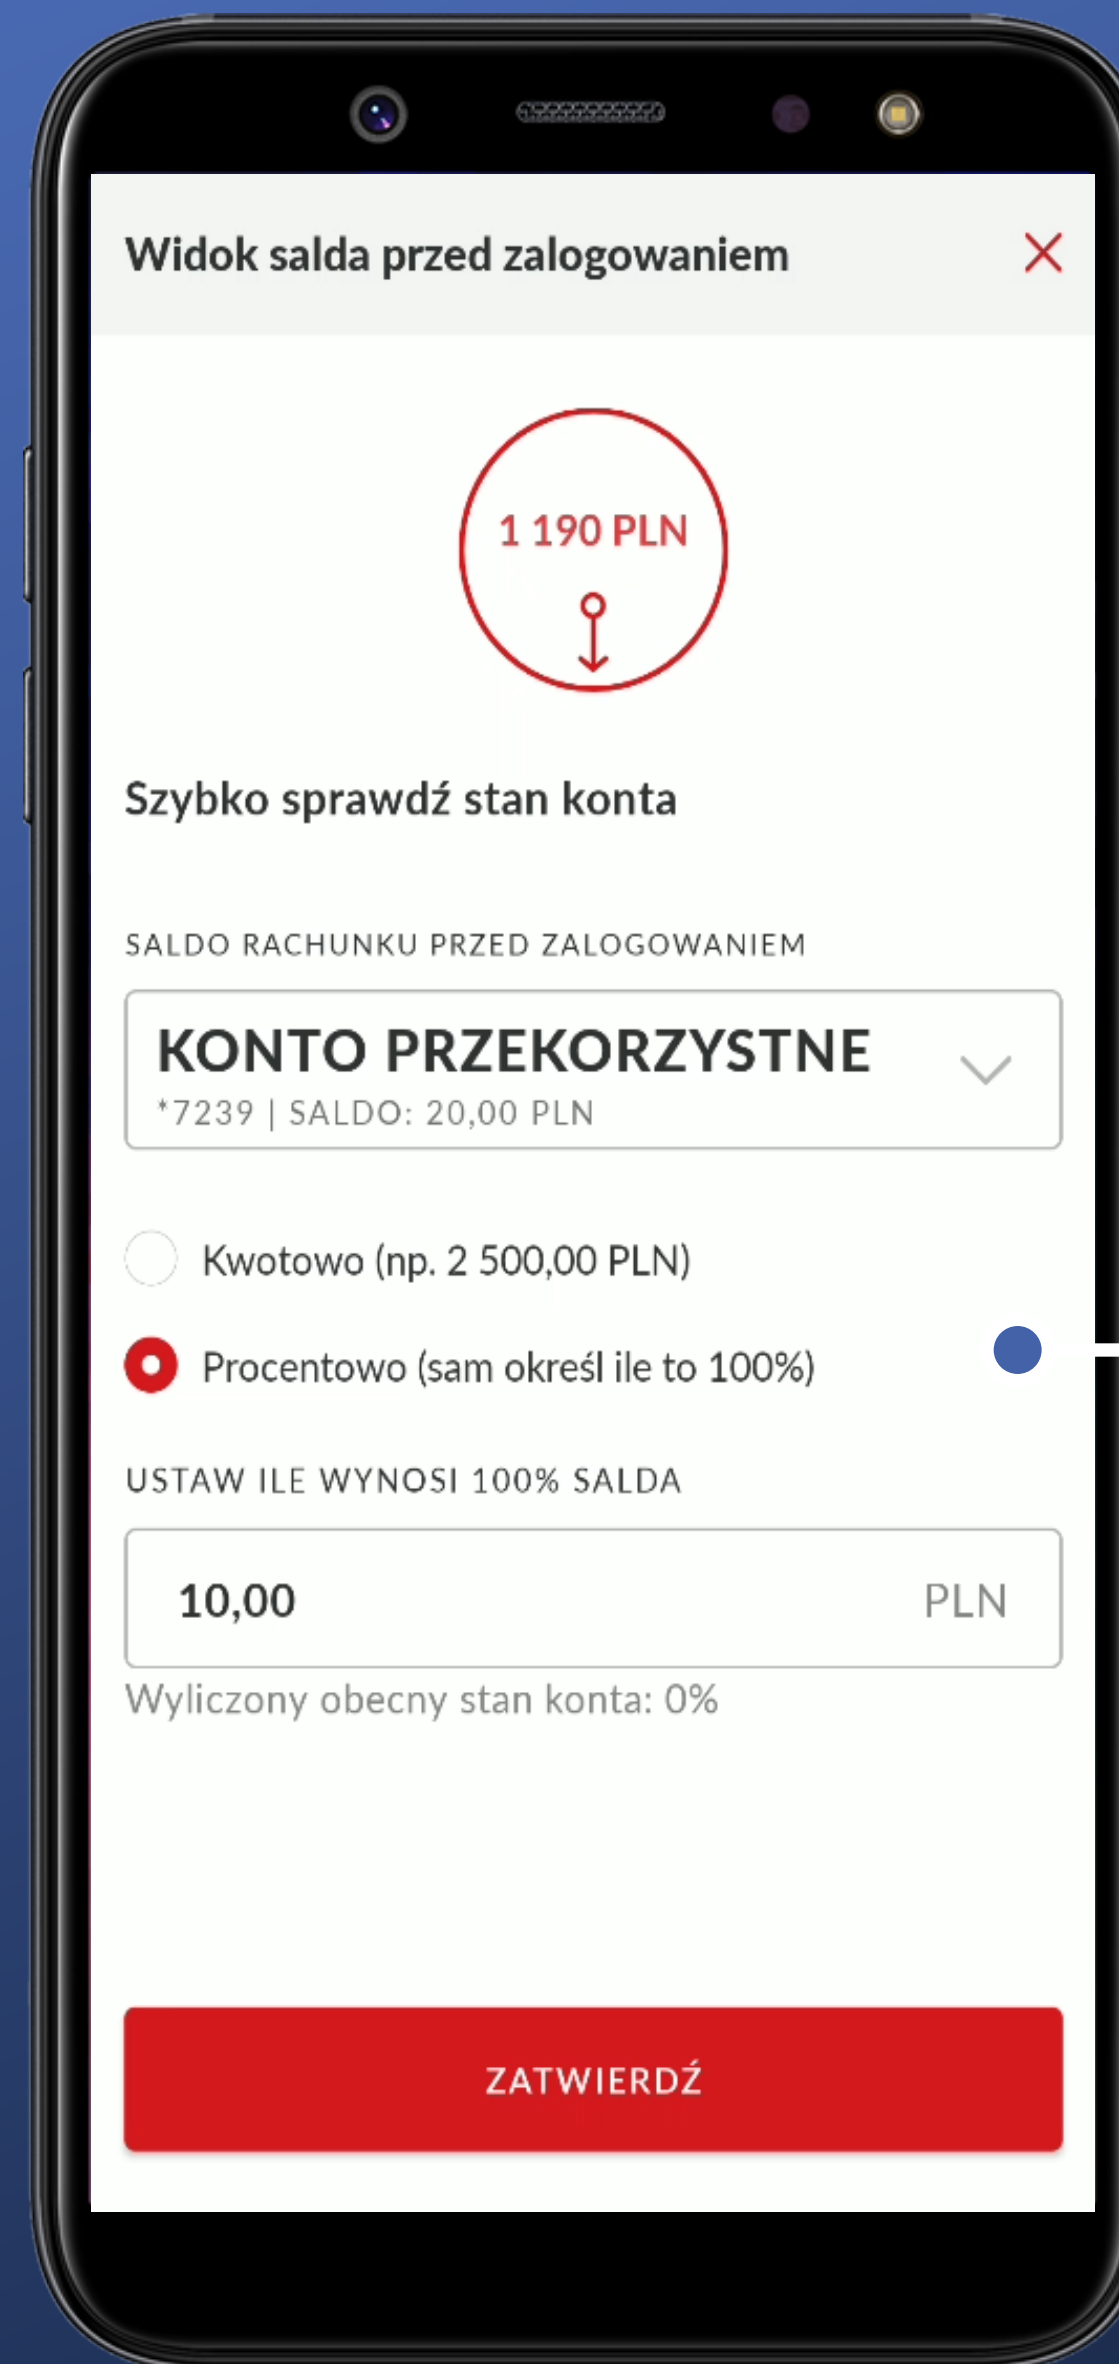 Widok salda przed zalogowaniem
1 190 PLN
Szybko sprawdź stan konta
SALDO RACHUNKU PRZED ZALOGOWANIEM
KONTO PRZEKORZYSTNE
*7239 | SALDO: 20,00 PLN
Kwotowo (np. 2 500,00 PLN)
Procentowo (sam określ ile to 100%)
USTAW ILE WYNOSI 100% SALDA
10,00 PLN
Wyliczony obecny stan konta: 0%
ZATWIERDŹ